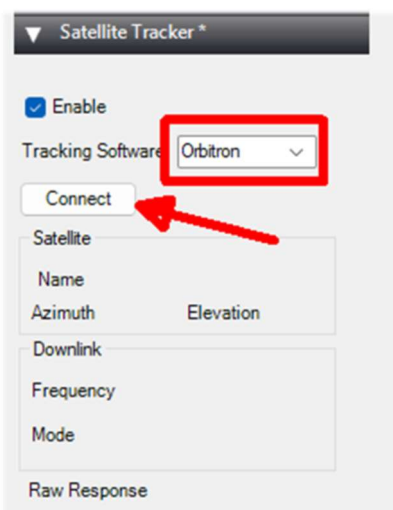 Satellite Tracker *
Enable
Tracking Software Orbitron
Connect
Satellite
Name
Azimuth Elevation
Downlink
Frequency
Mode
Raw Response